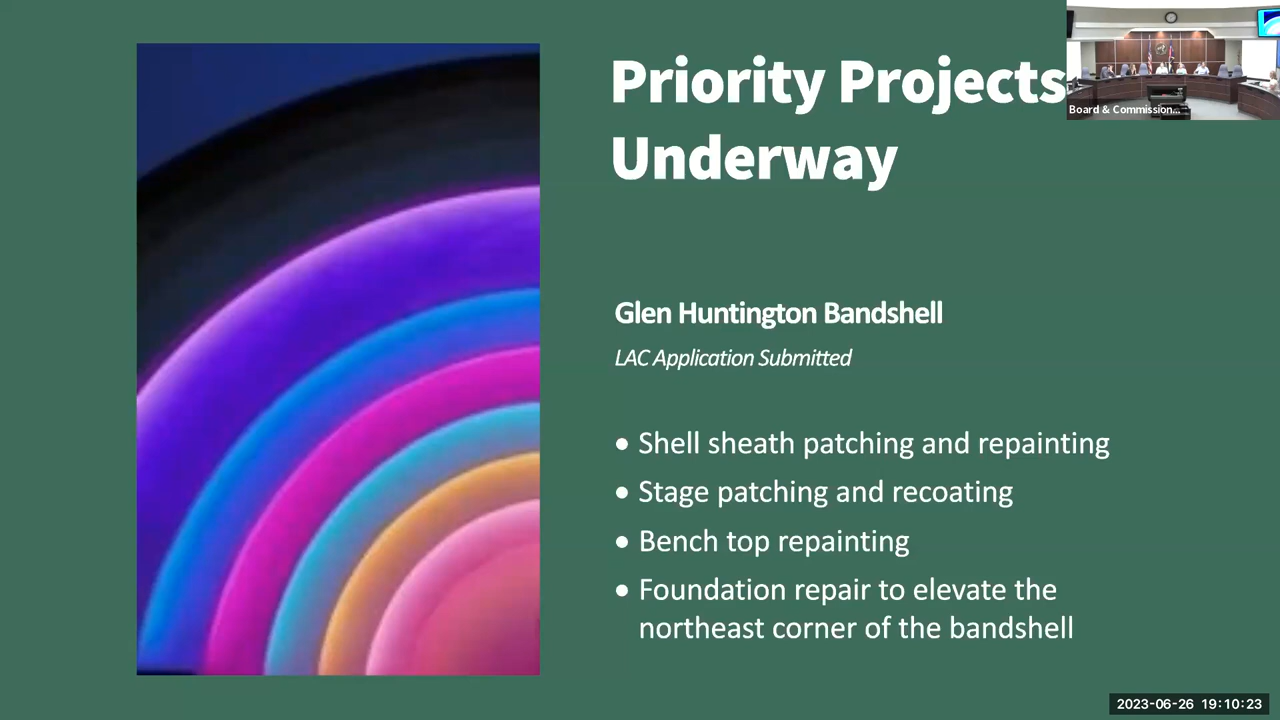 Priority Projects
Underway
Board & Commission...
Glen Huntington Bandshell
LAC Application Submitted
• Shell sheath patching and repainting
• Stage patching and recoating
• Bench top repainting
• Foundation repair to elevate the
northeast corner of the bandshell
2023-06-26 19:10:23